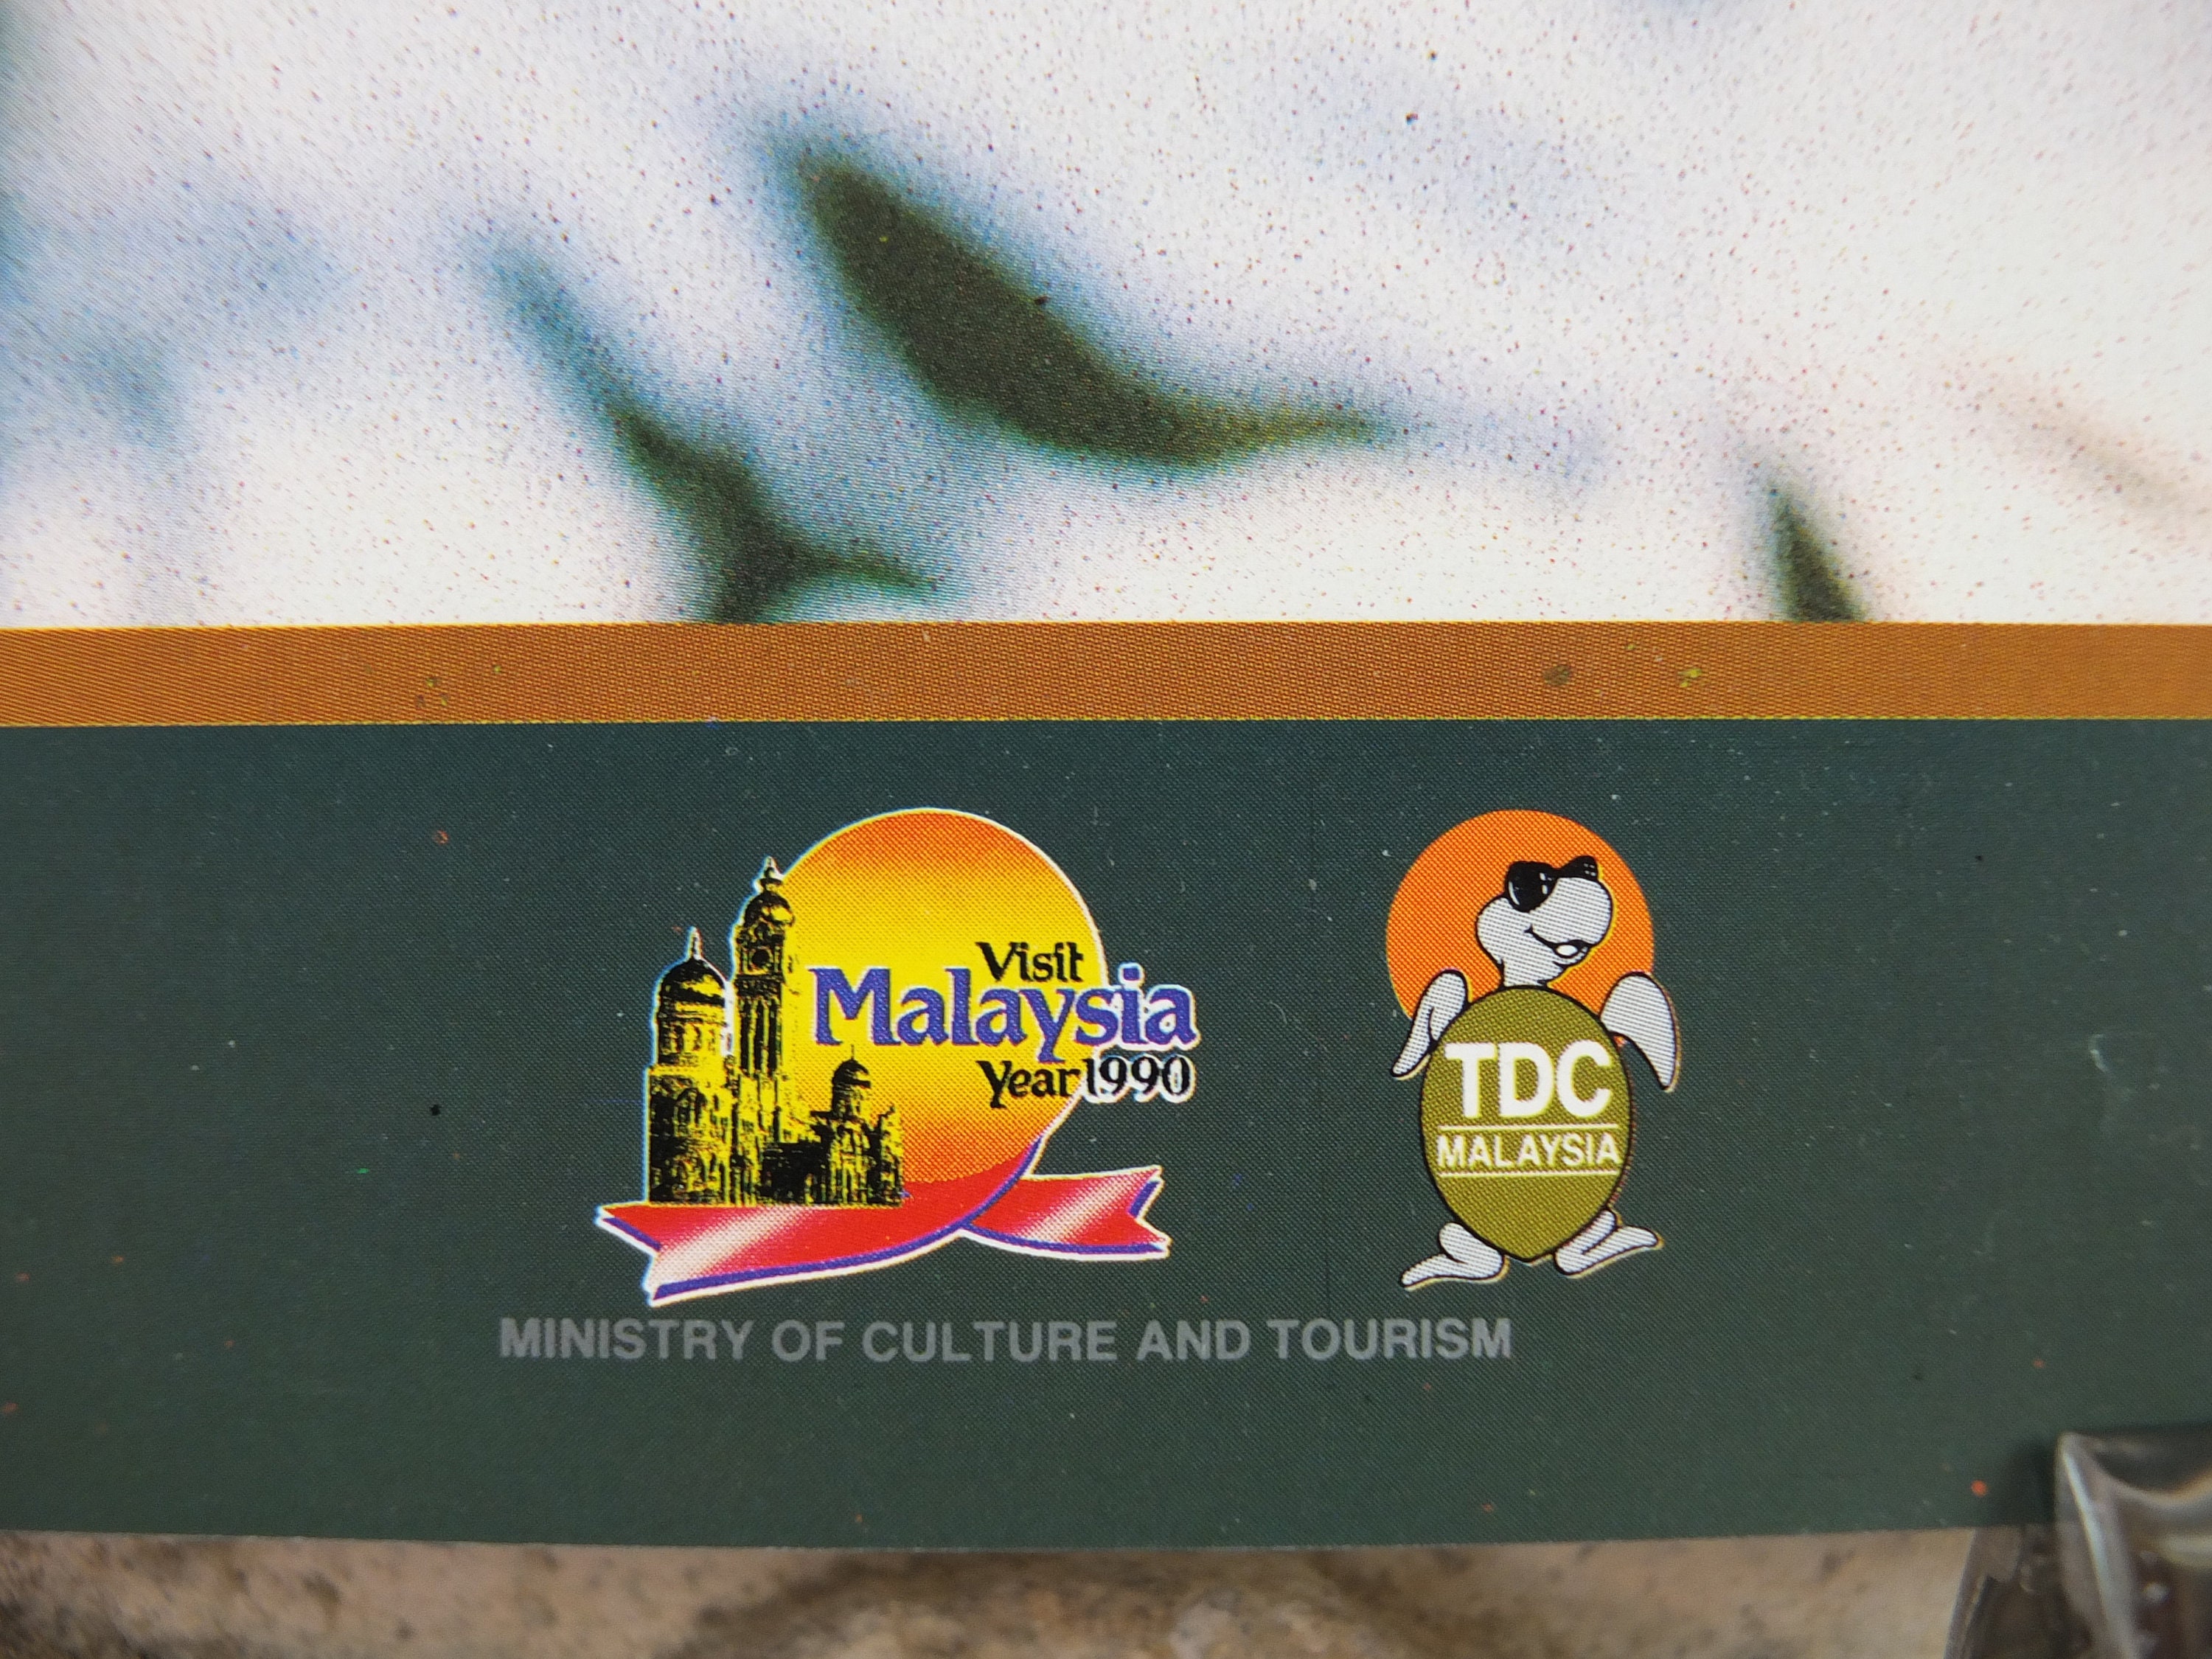 Visit
Malaysia
Year 1990
TDC
MALAYSIA
MINISTRY OF CULTURE AND TOURISM